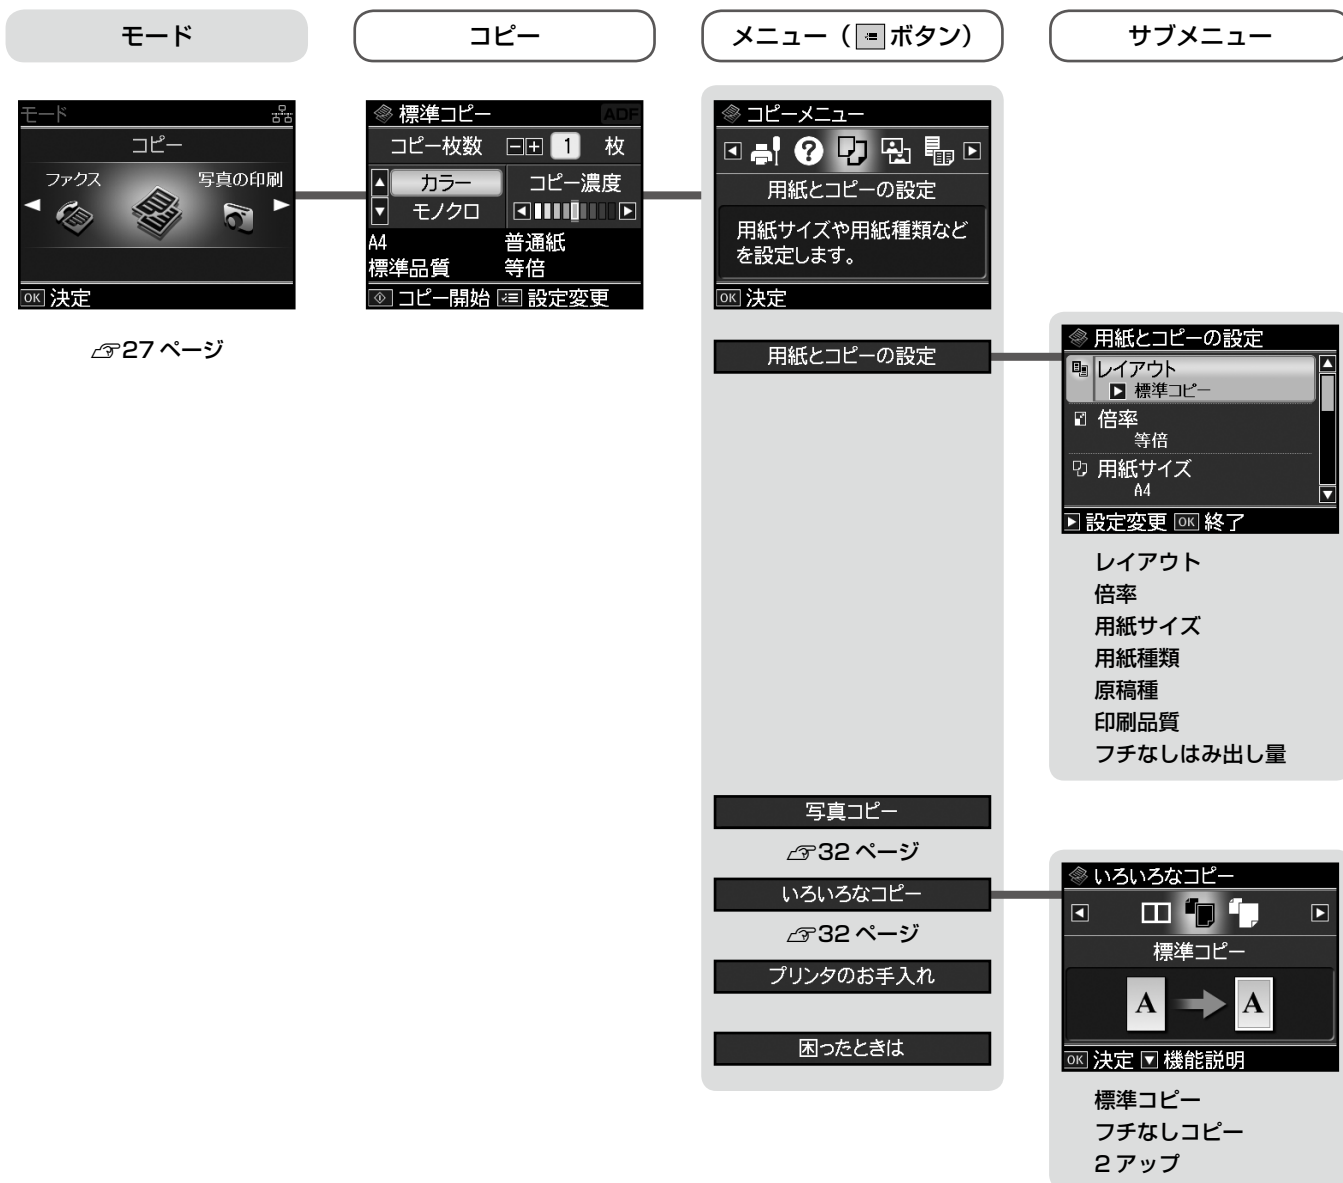 モード
コピー
メニュー（ ボタン）
サブメニュー
モード
コピー
ファクス 写真の印刷
OK 決定
27 ページ
標準コピー ADF
コピー枚数 1 枚
カラー コピー濃度
モノクロ
A4 普通紙
標準品質 等倍
コピー開始 設定変更
コピーメニュー
用紙とコピーの設定
用紙サイズや用紙種類など
を設定します。
OK 決定
用紙とコピーの設定
写真コピー
32 ページ
いろいろなコピー
32 ページ
プリンタのお手入れ
困ったときは
用紙とコピーの設定
レイアウト
標準コピー
倍率
等倍
用紙サイズ
A4
設定変更 OK 終了
レイアウト
倍率
用紙サイズ
用紙種類
原稿種
印刷品質
フチなしはみ出し量
いろいろなコピー
標準コピー
A A
OK 決定 機能説明
標準コピー
フチなしコピー
2 アップ